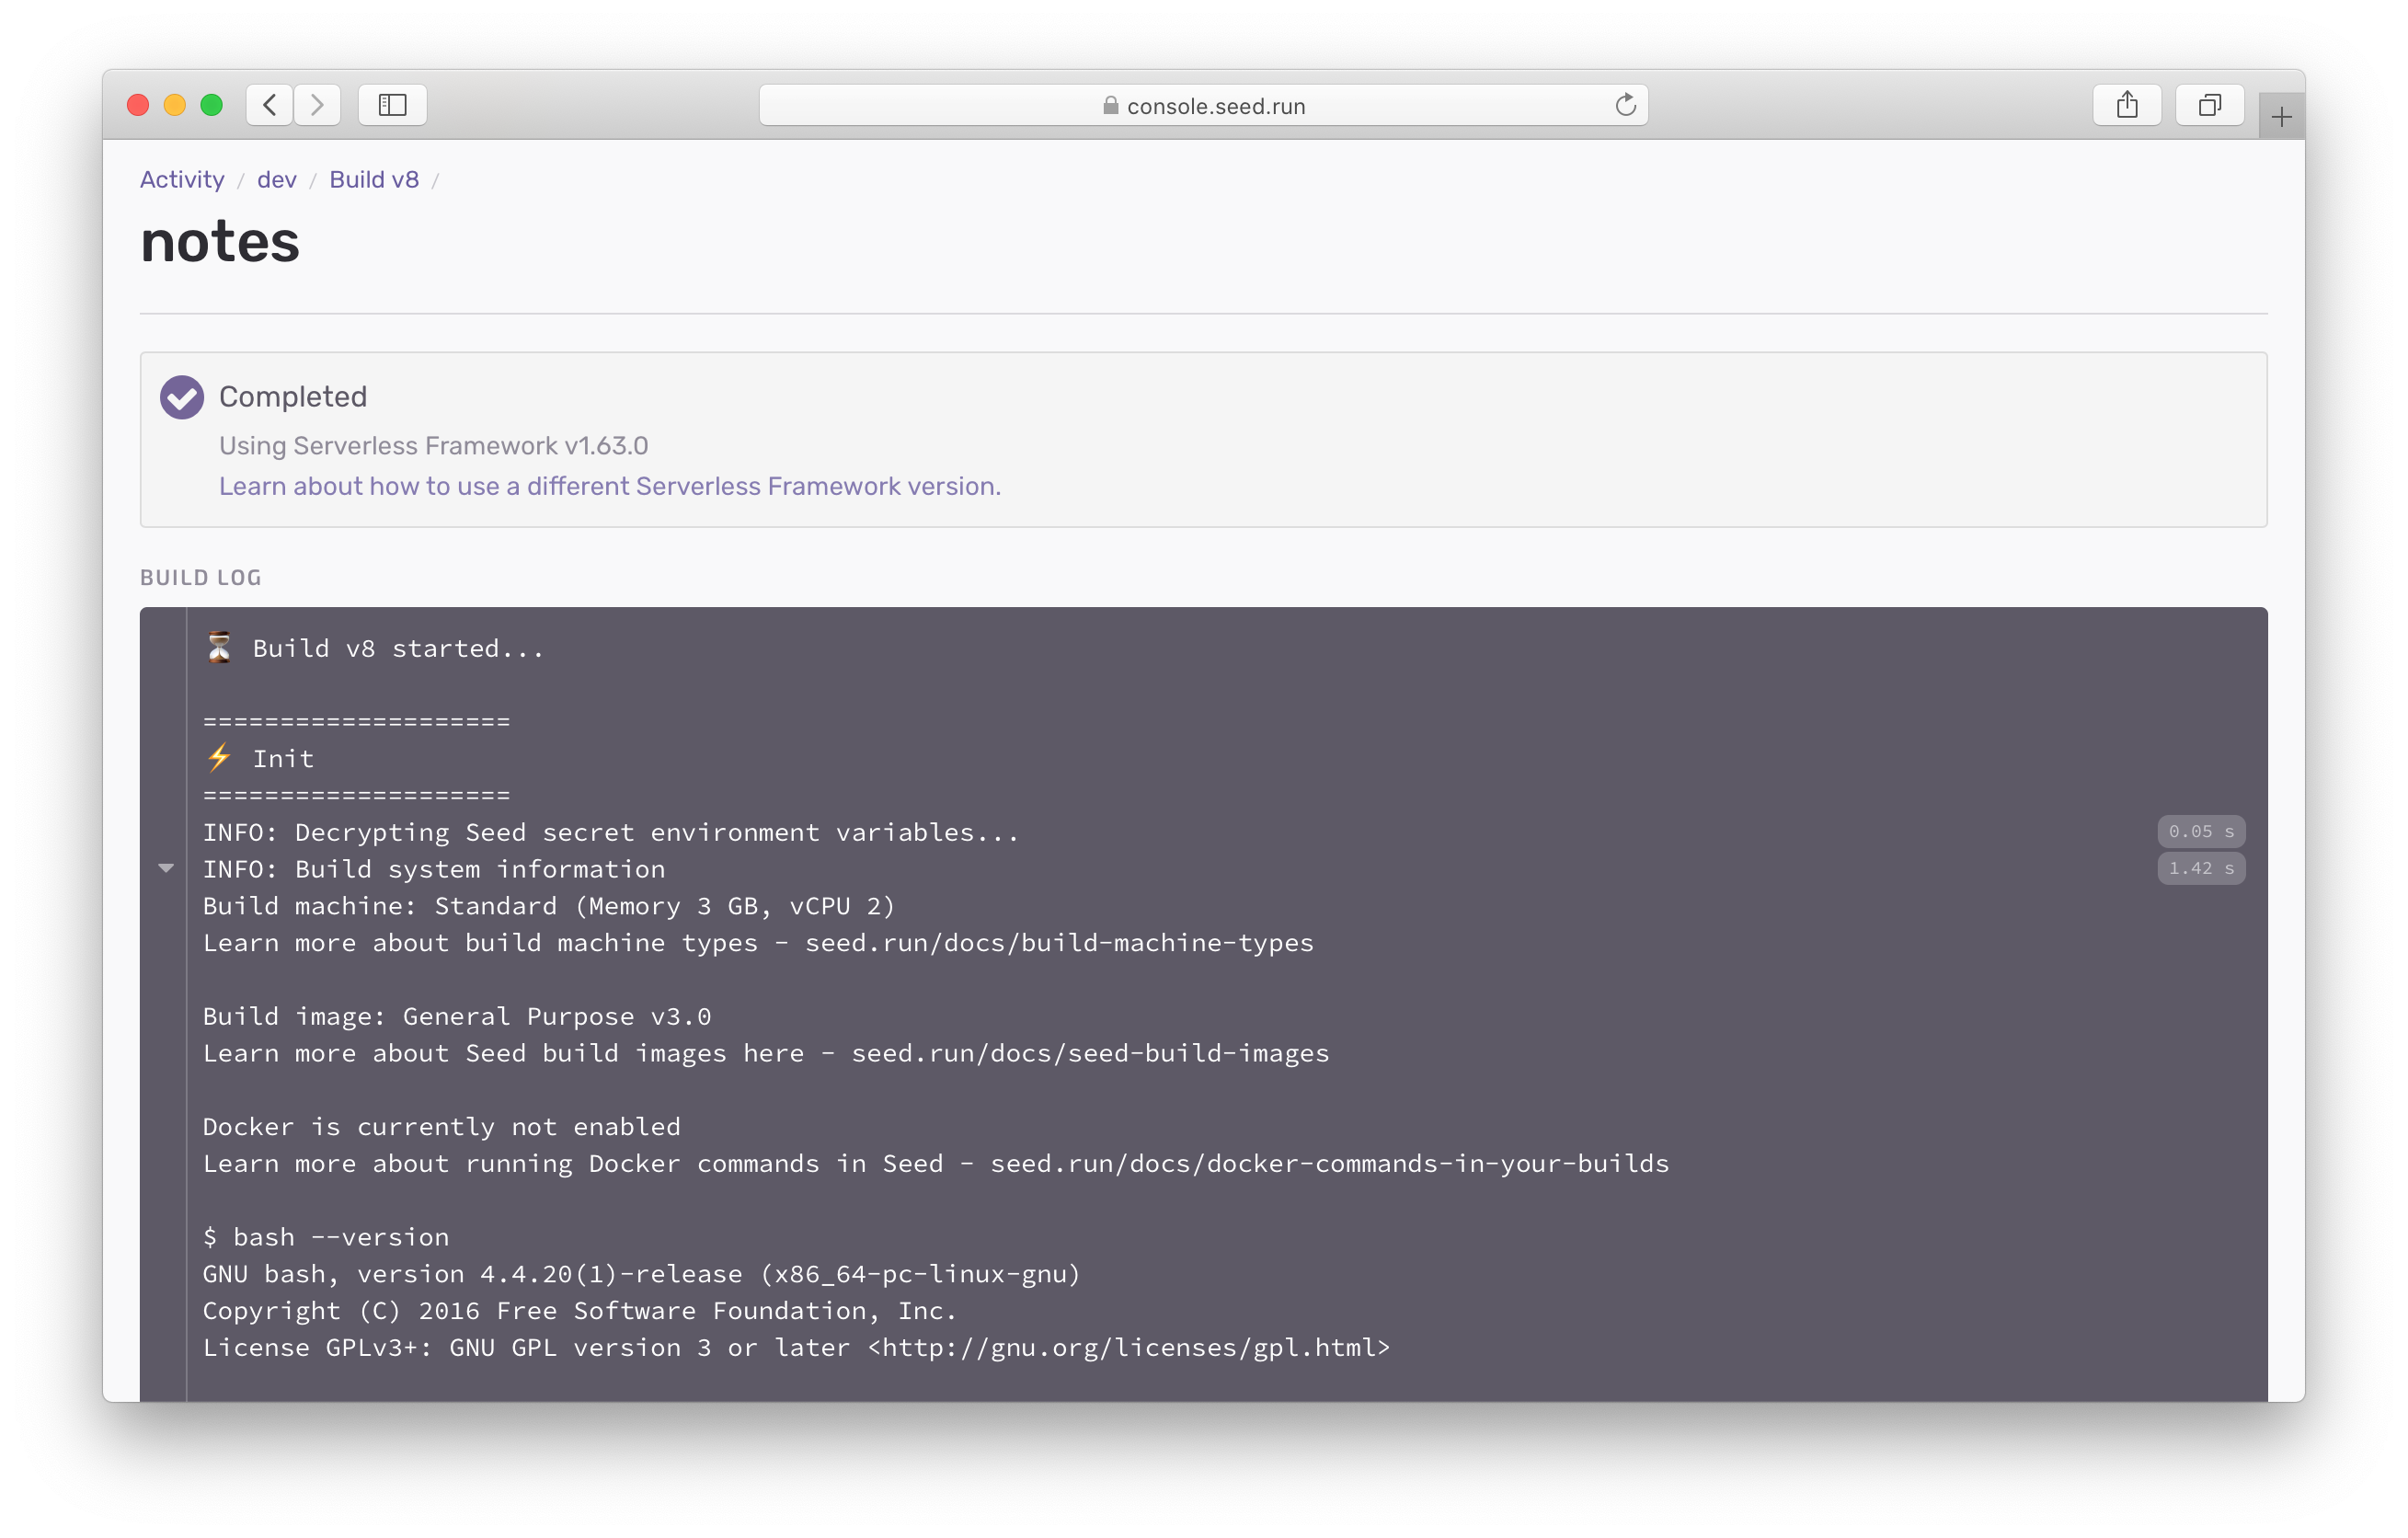 console.seed.run
Activity / dev / Build v8 /
notes
Completed
Using Serverless Framework v1.63.0
Learn about how to use a different Serverless Framework version.
BUILD LOG
⏳ Build v8 started...
====================
⚡ Init
====================
INFO: Decrypting Seed secret environment variables... 0.05 s
INFO: Build system information 1.42 s
Build machine: Standard (Memory 3 GB, vCPU 2)
Learn more about build machine types - seed.run/docs/build-machine-types
Build image: General Purpose v3.0
Learn more about Seed build images here - seed.run/docs/seed-build-images
Docker is currently not enabled
Learn more about running Docker commands in Seed - seed.run/docs/docker-commands-in-your-builds
$ bash --version
GNU bash, version 4.4.20(1)-release (x86_64-pc-linux-gnu)
Copyright (C) 2016 Free Software Foundation, Inc.
License GPLv3+: GNU GPL version 3 or later <http://gnu.org/licenses/gpl.html>